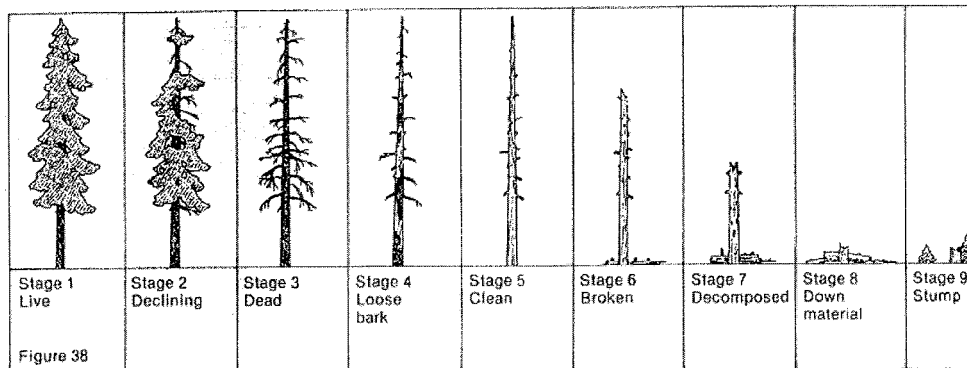 Stage 1
Live
Stage 2
Declining
Stage 3
Dead
Stage 4
Loose
bark
Stage 5
Clean
Stage 6
Broken
Stage 7
Decomposed
Stage 8
Down
material
Stage 9
Stump
Figure 38